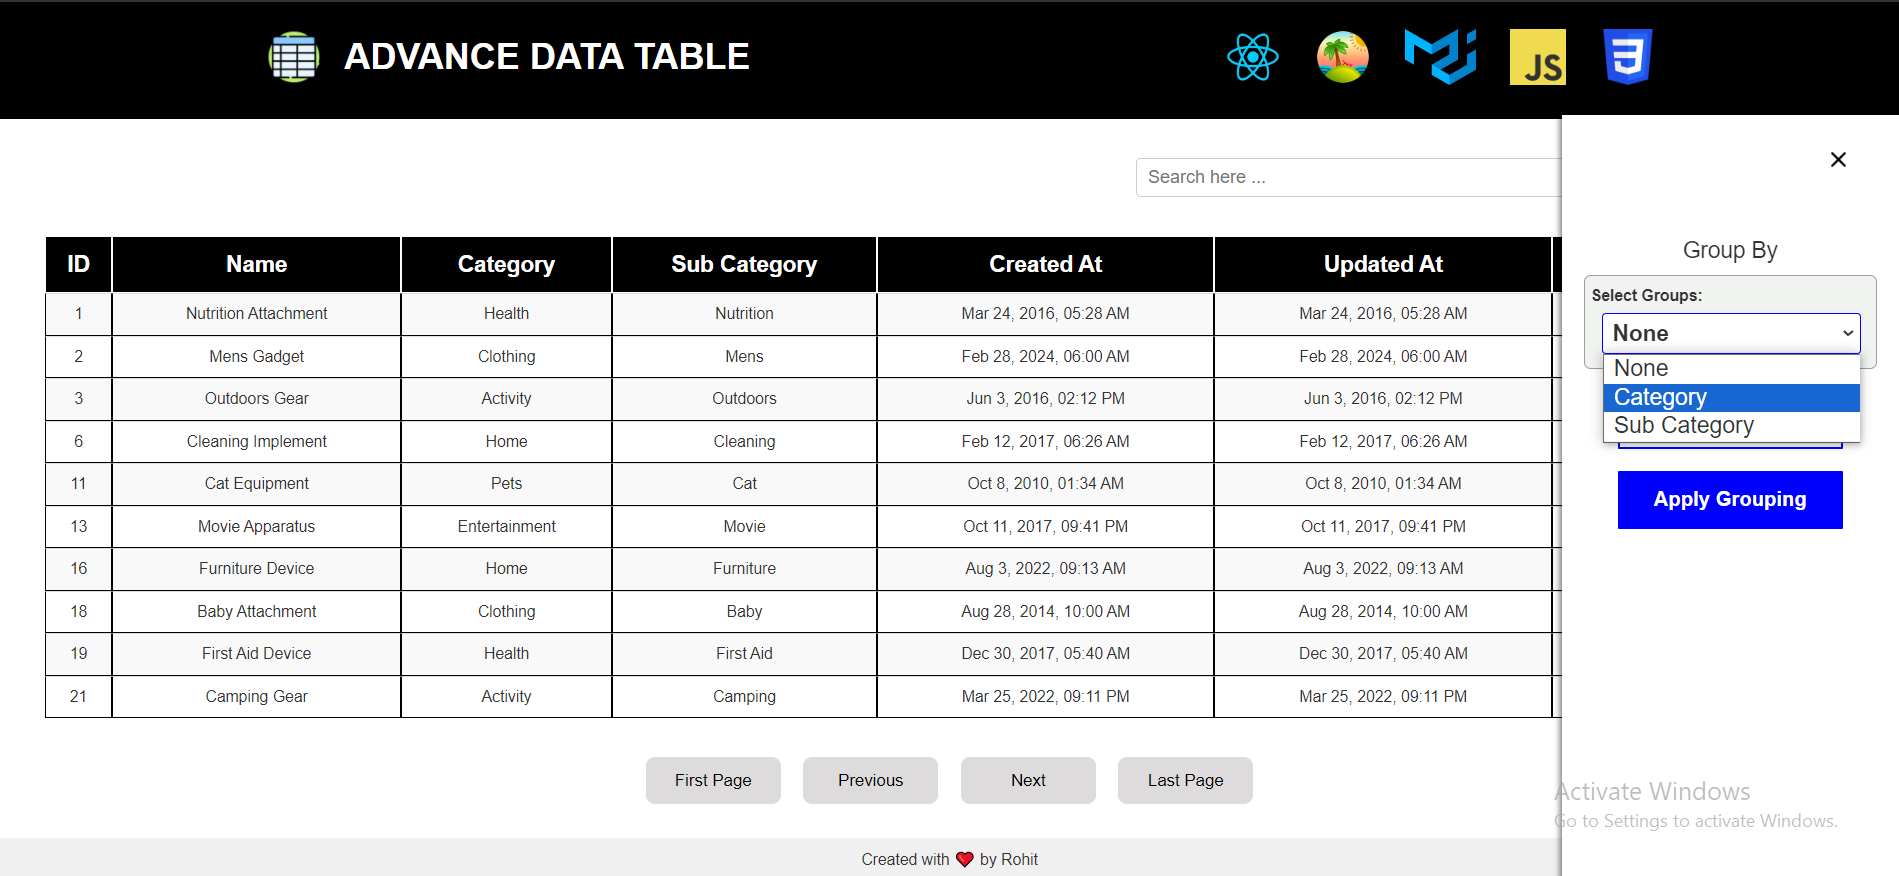 ADVANCE DATA TABLE
JS
Search here ...
Group By
Select Groups:
None
None
Category
Sub Category
Apply Grouping
ID Name Category Sub Category Created At Updated At
1 Nutrition Attachment Health Nutrition Mar 24, 2016, 05:28 AM Mar 24, 2016, 05:28 AM
2 Mens Gadget Clothing Mens Feb 28, 2024, 06:00 AM Feb 28, 2024, 06:00 AM
3 Outdoors Gear Activity Outdoors Jun 3, 2016, 02:12 PM Jun 3, 2016, 02:12 PM
6 Cleaning Implement Home Cleaning Feb 12, 2017, 06:26 AM Feb 12, 2017, 06:26 AM
11 Cat Equipment Pets Cat Oct 8, 2010, 01:34 AM Oct 8, 2010, 01:34 AM
13 Movie Apparatus Entertainment Movie Oct 11, 2017, 09:41 PM Oct 11, 2017, 09:41 PM
16 Furniture Device Home Furniture Aug 3, 2022, 09:13 AM Aug 3, 2022, 09:13 AM
18 Baby Attachment Clothing Baby Aug 28, 2014, 10:00 AM Aug 28, 2014, 10:00 AM
19 First Aid Device Health First Aid Dec 30, 2017, 05:40 AM Dec 30, 2017, 05:40 AM
21 Camping Gear Activity Camping Mar 25, 2022, 09:11 PM Mar 25, 2022, 09:11 PM
First Page Previous Next Last Page
Activate Windows
Go to Settings to activate Windows.
Created with ❤️ by Rohit